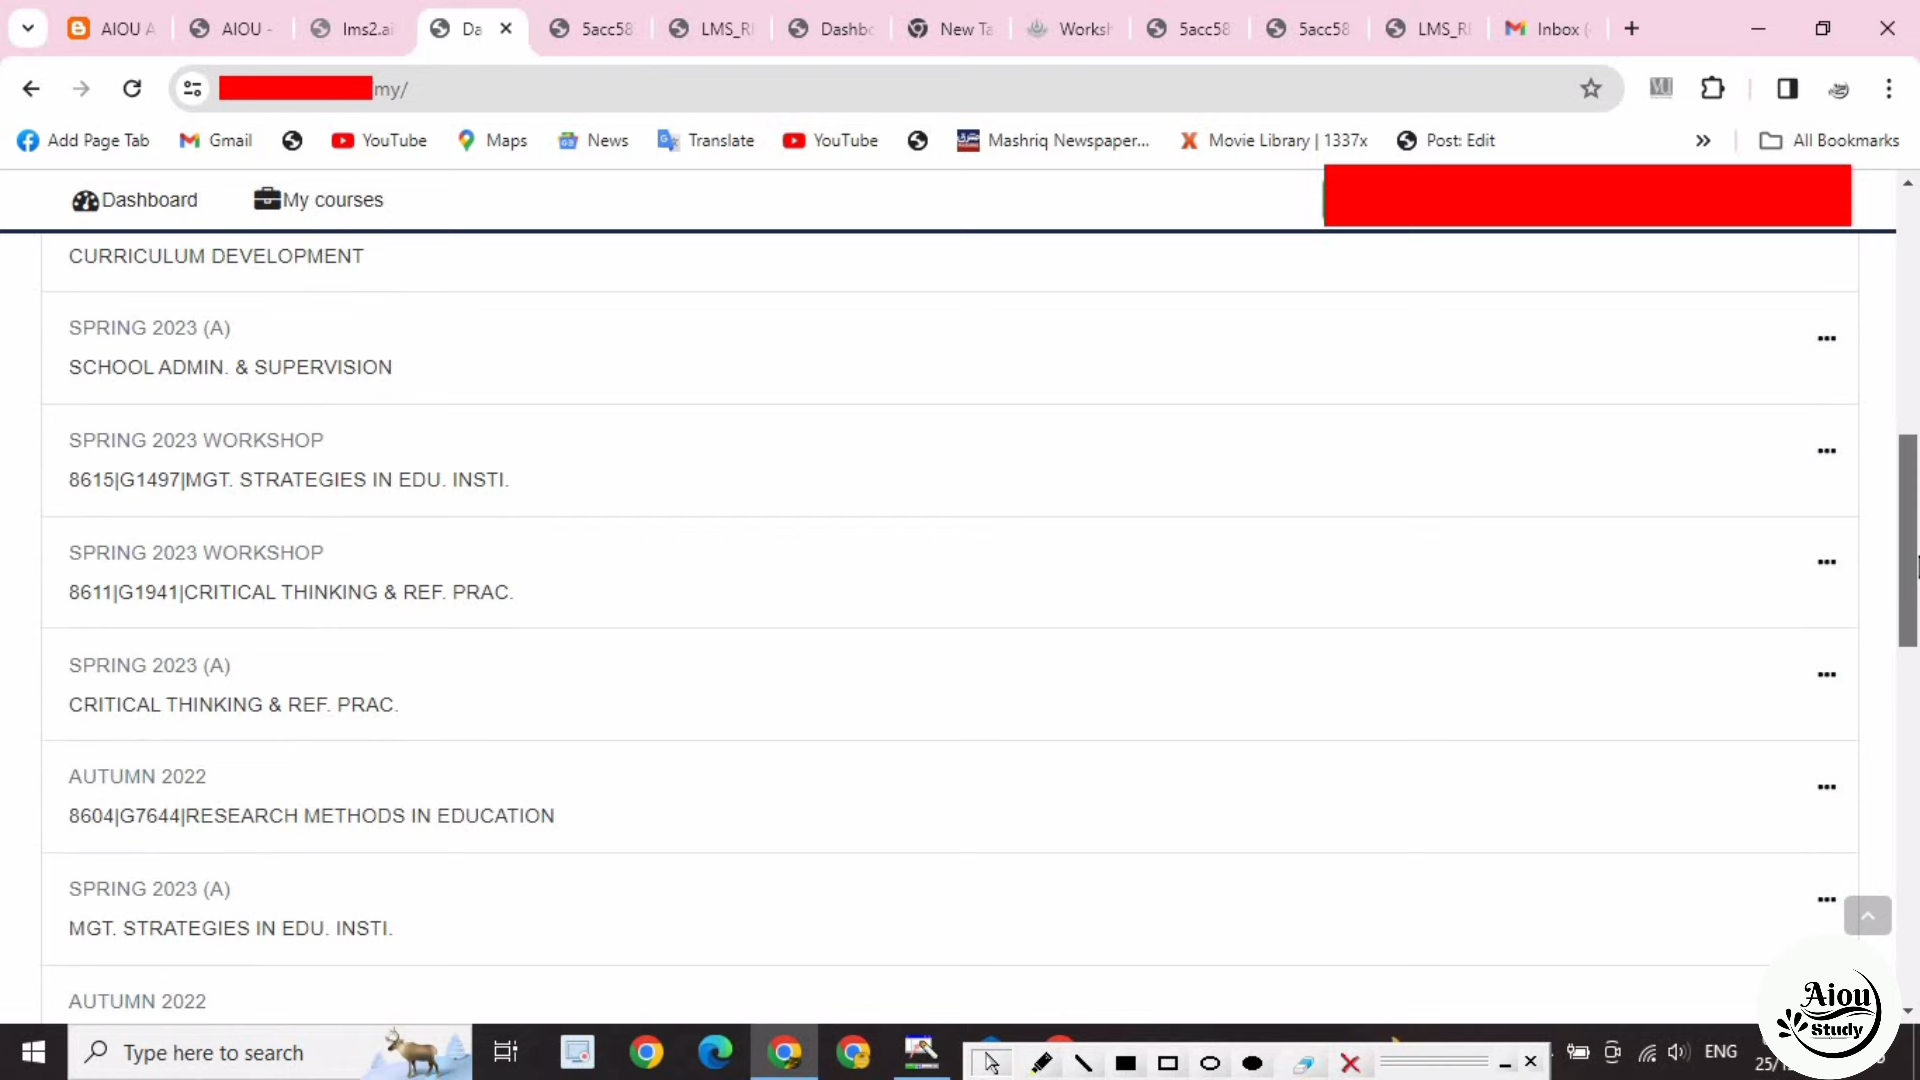 AIOU A
AIOU -
lms2.ai
Da
5acc58
LMS_RE
Dashbo
New Ta
Worksh
5acc58
5acc58
LMS_RE
Inbox (
my/
Add Page Tab
Gmail
YouTube
Maps
News
Translate
YouTube
Mashriq Newspaper...
Movie Library | 1337x
Post: Edit
All Bookmarks
Dashboard
My courses
CURRICULUM DEVELOPMENT
SPRING 2023 (A)
SCHOOL ADMIN. & SUPERVISION
SPRING 2023 WORKSHOP
8615|G1497|MGT. STRATEGIES IN EDU. INSTI.
SPRING 2023 WORKSHOP
8611|G1941|CRITICAL THINKING & REF. PRAC.
SPRING 2023 (A)
CRITICAL THINKING & REF. PRAC.
AUTUMN 2022
8604|G7644|RESEARCH METHODS IN EDUCATION
SPRING 2023 (A)
MGT. STRATEGIES IN EDU. INSTI.
AUTUMN 2022
Aiou
Study
Type here to search
ENG